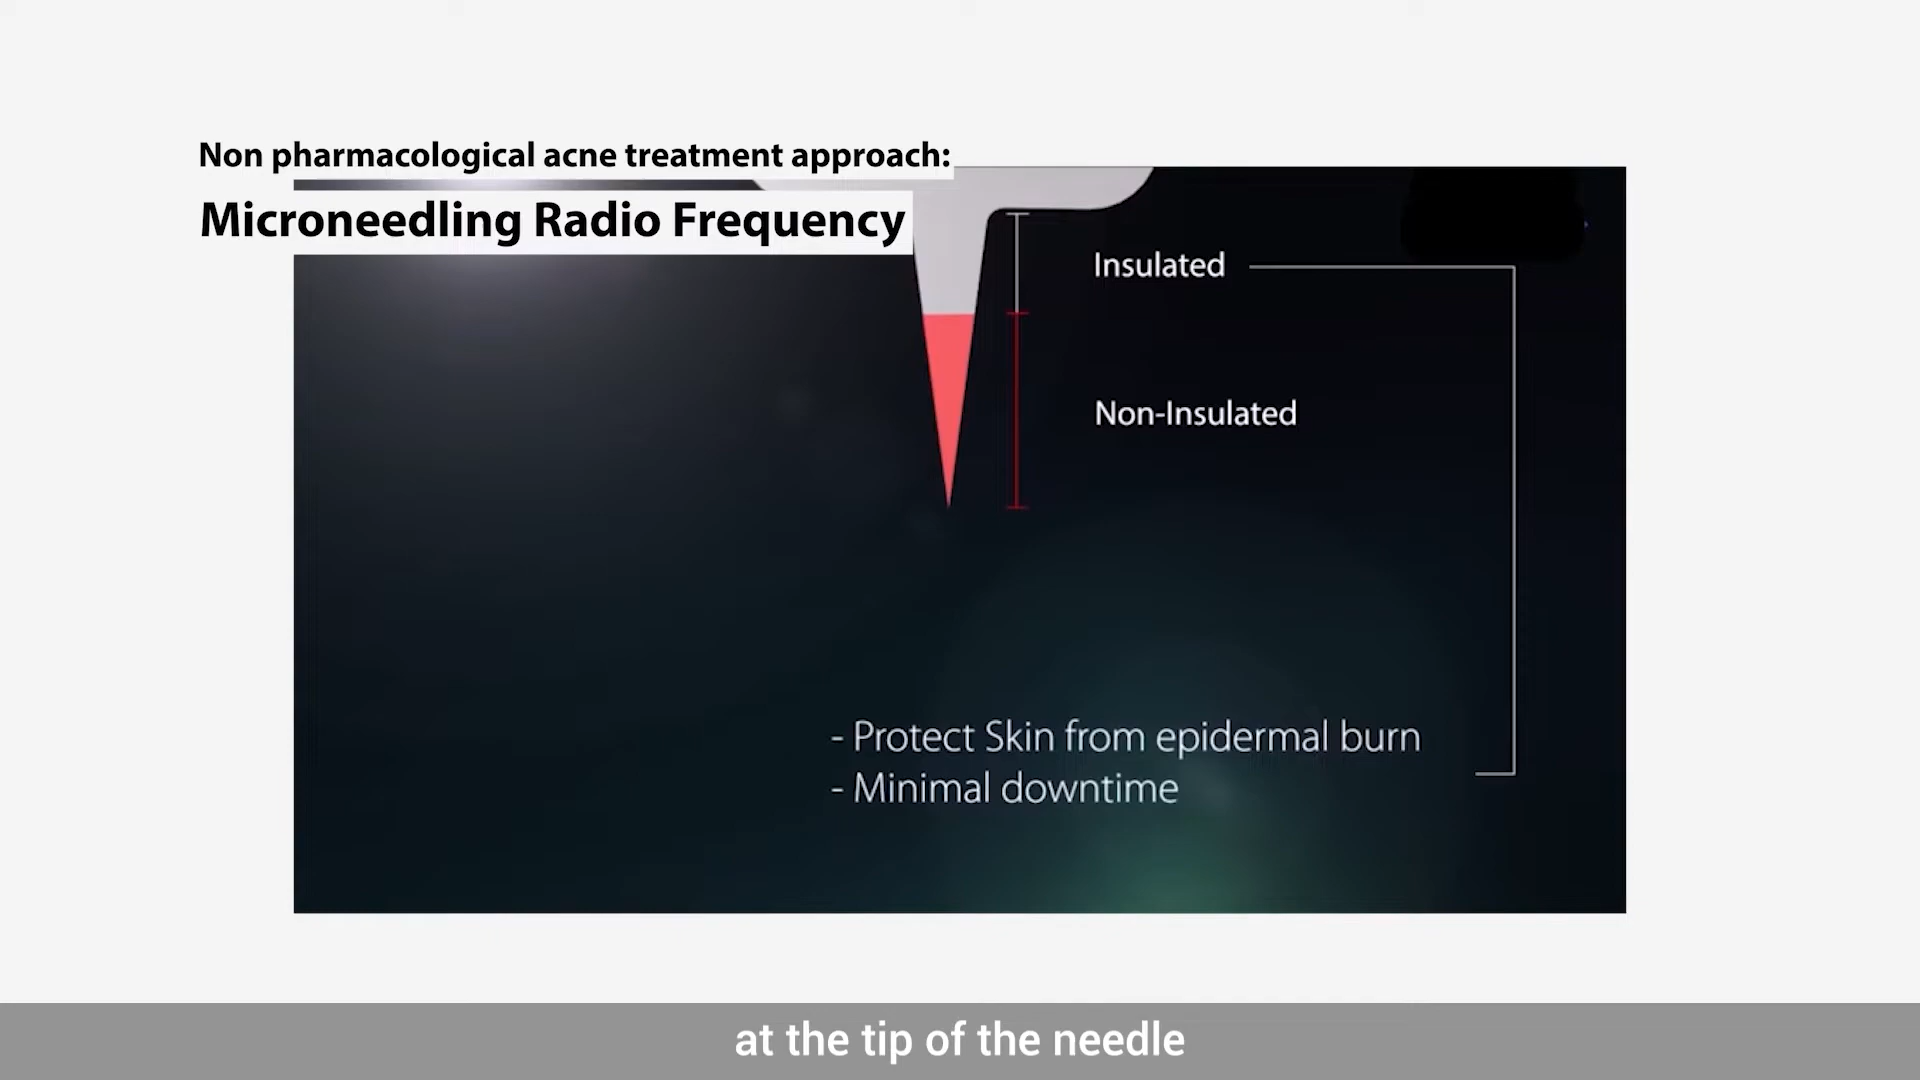 Non pharmacological acne treatment approach:
Microneedling Radio Frequency
Insulated
Non-Insulated
- Protect Skin from epidermal burn
- Minimal downtime
at the tip of the needle